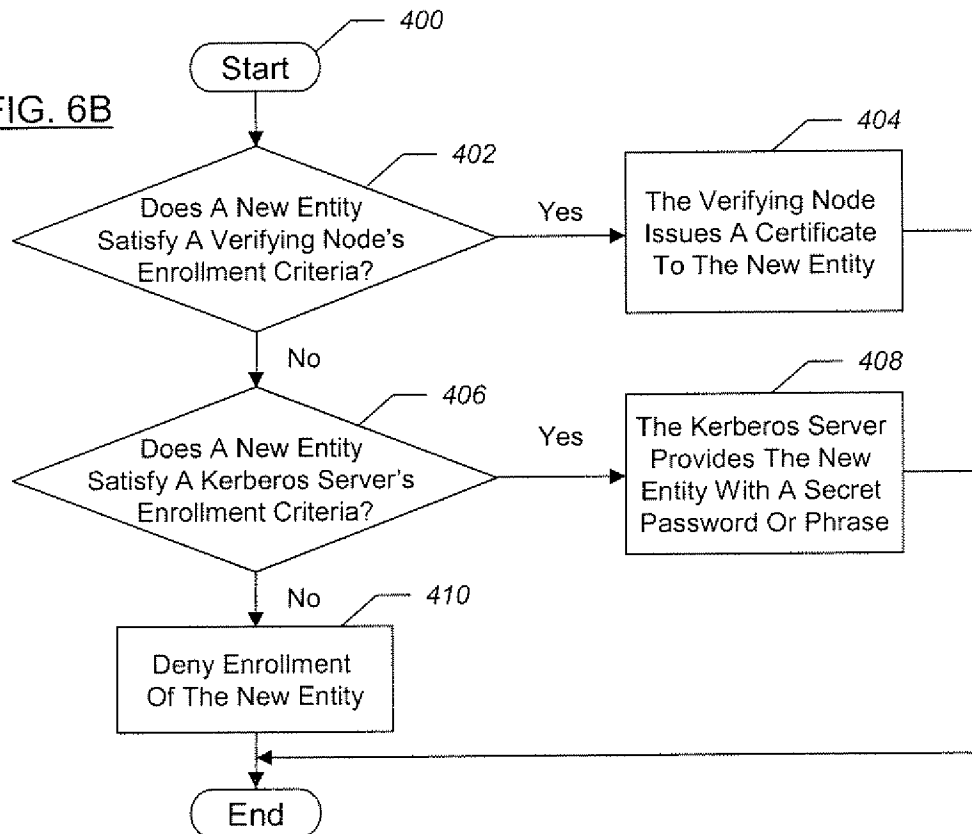 400
Start
FIG. 6B
402
404
Does A New Entity
Satisfy A Verifying Node's
Enrollment Criteria?
Yes
The Verifying Node
Issues A Certificate
To The New Entity
No
406
408
Does A New Entity
Satisfy A Kerberos Server's
Enrollment Criteria?
Yes
The Kerberos Server
Provides The New
Entity With A Secret
Password Or Phrase
No
410
Deny Enrollment
Of The New Entity
End